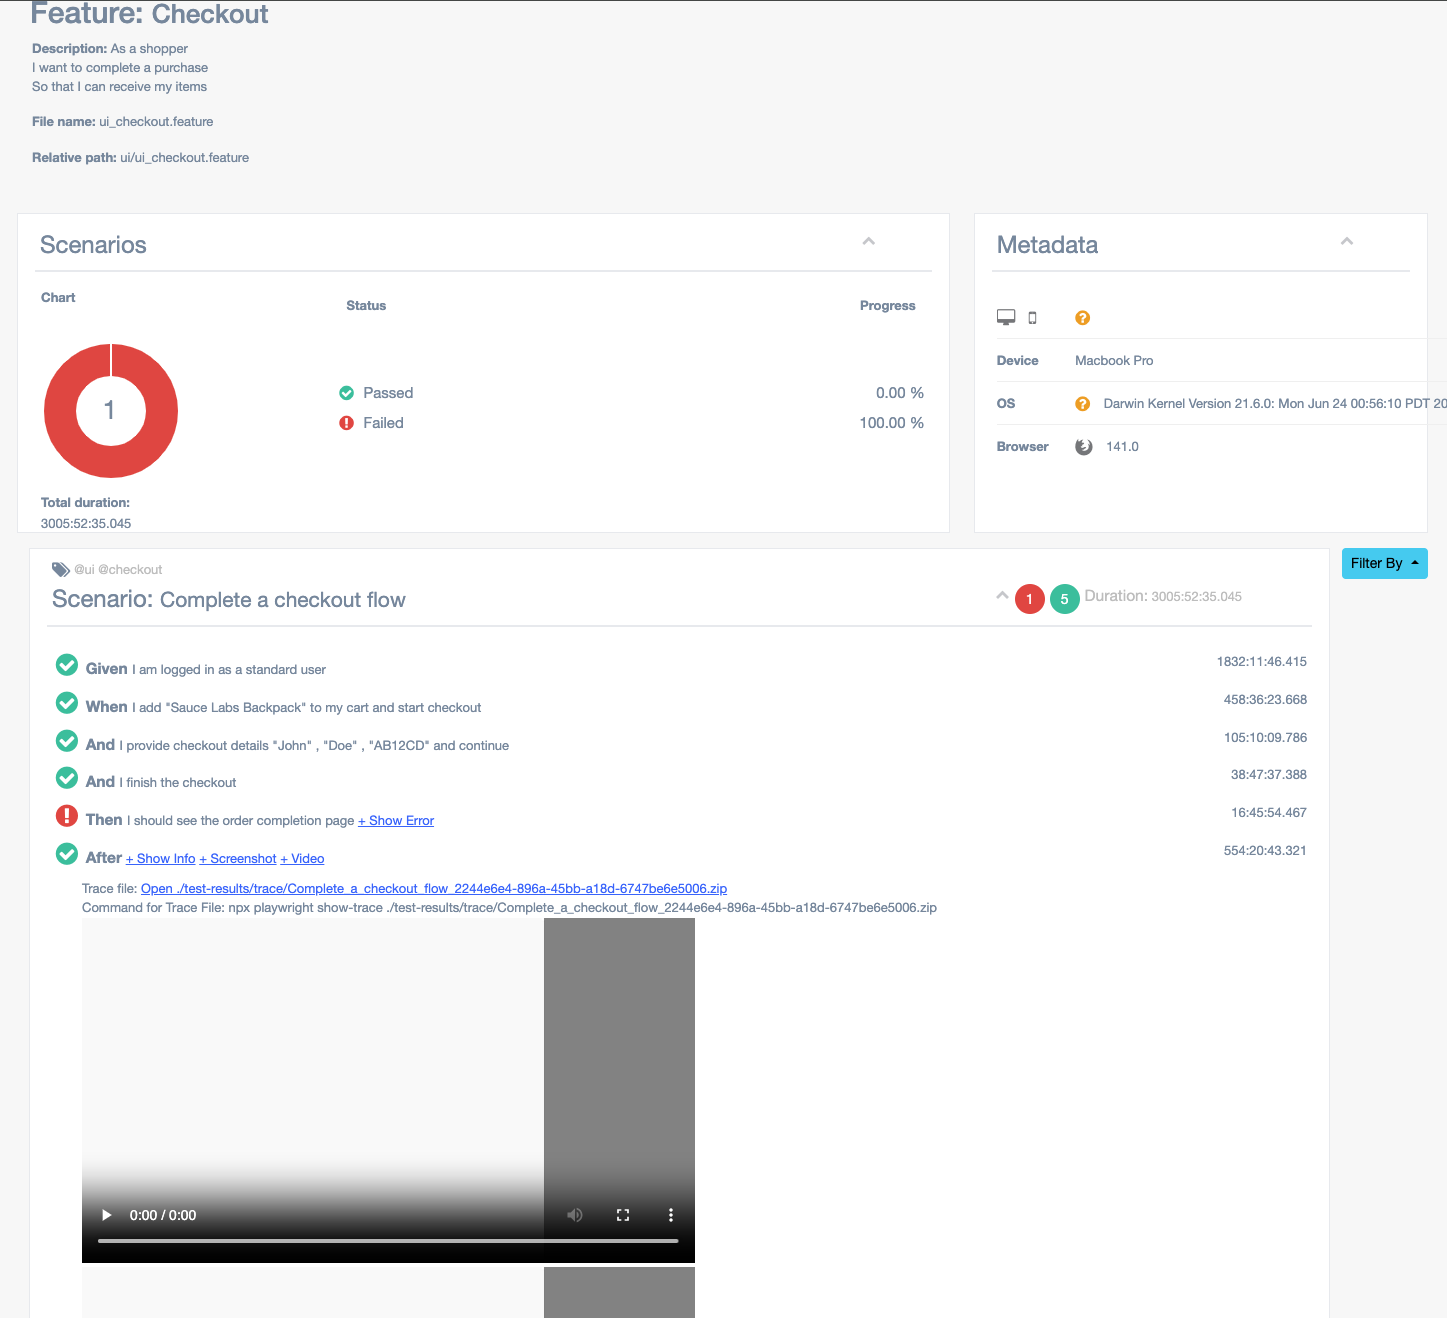 Feature: Checkout
Description: As a shopper
I want to complete a purchase
So that I can receive my items
File name: ui_checkout.feature
Relative path: ui/ui_checkout.feature
Scenarios
Chart
Status
Progress
1
Passed
0.00 %
Failed
100.00 %
Total duration:
3005:52:35.045
Metadata
Device Macbook Pro
OS Darwin Kernel Version 21.6.0: Mon Jun 24 00:56:10 PDT 20
Browser 141.0
Filter By
@ui @checkout
Scenario: Complete a checkout flow
1 5 Duration: 3005:52:35.045
Given I am logged in as a standard user 1832:11:46.415
When I add "Sauce Labs Backpack" to my cart and start checkout 458:36:23.668
And I provide checkout details "John" , "Doe" , "AB12CD" and continue 105:10:09.786
And I finish the checkout 38:47:37.388
Then I should see the order completion page + Show Error 16:45:54.467
After + Show Info + Screenshot + Video 554:20:43.321
Trace file: Open ./test-results/trace/Complete_a_checkout_flow_2244e6e4-896a-45bb-a18d-6747be6e5006.zip
Command for Trace File: npx playwright show-trace ./test-results/trace/Complete_a_checkout_flow_2244e6e4-896a-45bb-a18d-6747be6e5006.zip
0:00 / 0:00